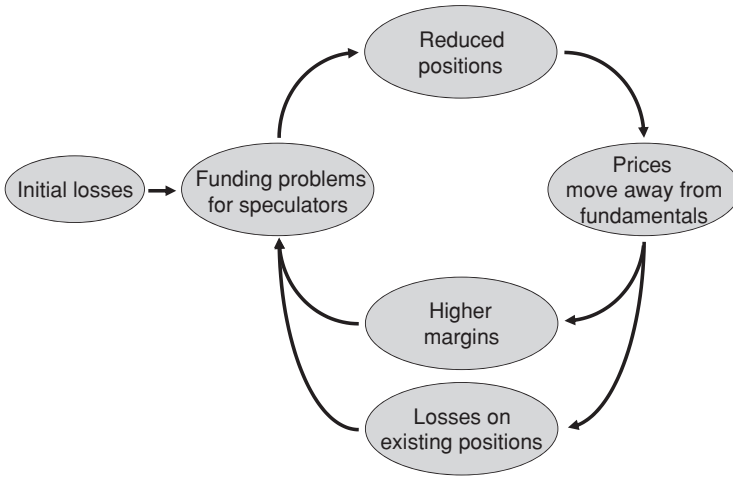 Reduced
positions
Initial losses
Funding problems
for speculators
Prices
move away from
fundamentals
Higher
margins
Losses on
existing positions